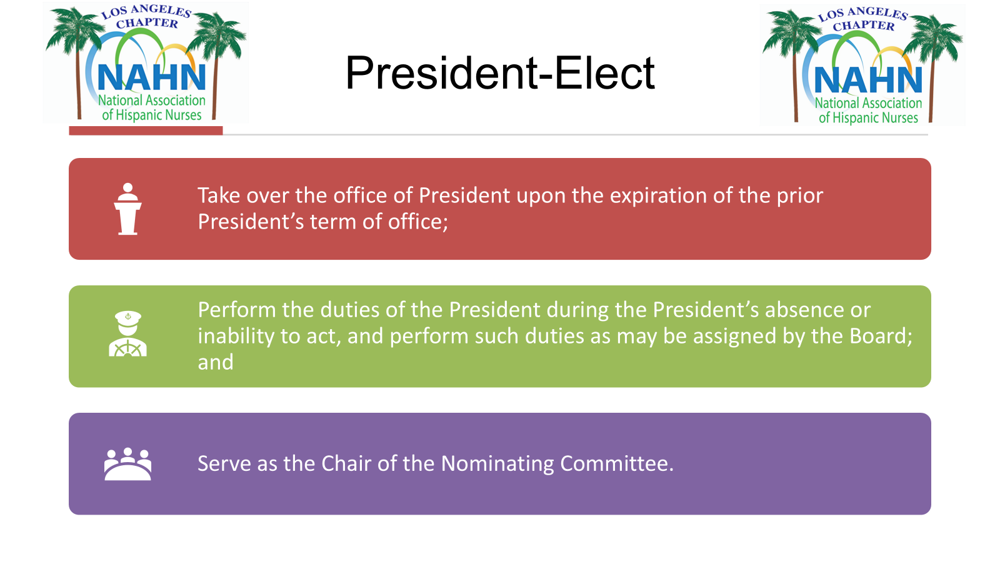 LOS ANGELES
CHAPTER
NAHN
National Association
of Hispanic Nurses
President-Elect
LOS ANGELES
CHAPTER
NAHN
National Association
of Hispanic Nurses
Take over the office of President upon the expiration of the prior
President’s term of office;
Perform the duties of the President during the President’s absence or
inability to act, and perform such duties as may be assigned by the Board;
and
Serve as the Chair of the Nominating Committee.